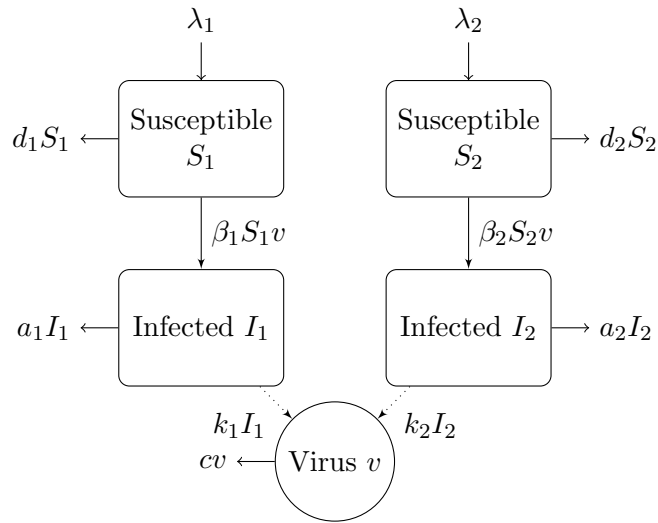 λ₁
λ₂
d₁S₁
Susceptible
S₁
Susceptible
S₂
d₂S₂
β₁S₁v
β₂S₂v
a₁I₁
Infected I₁
Infected I₂
a₂I₂
k₁I₁
k₂I₂
cv
Virus v